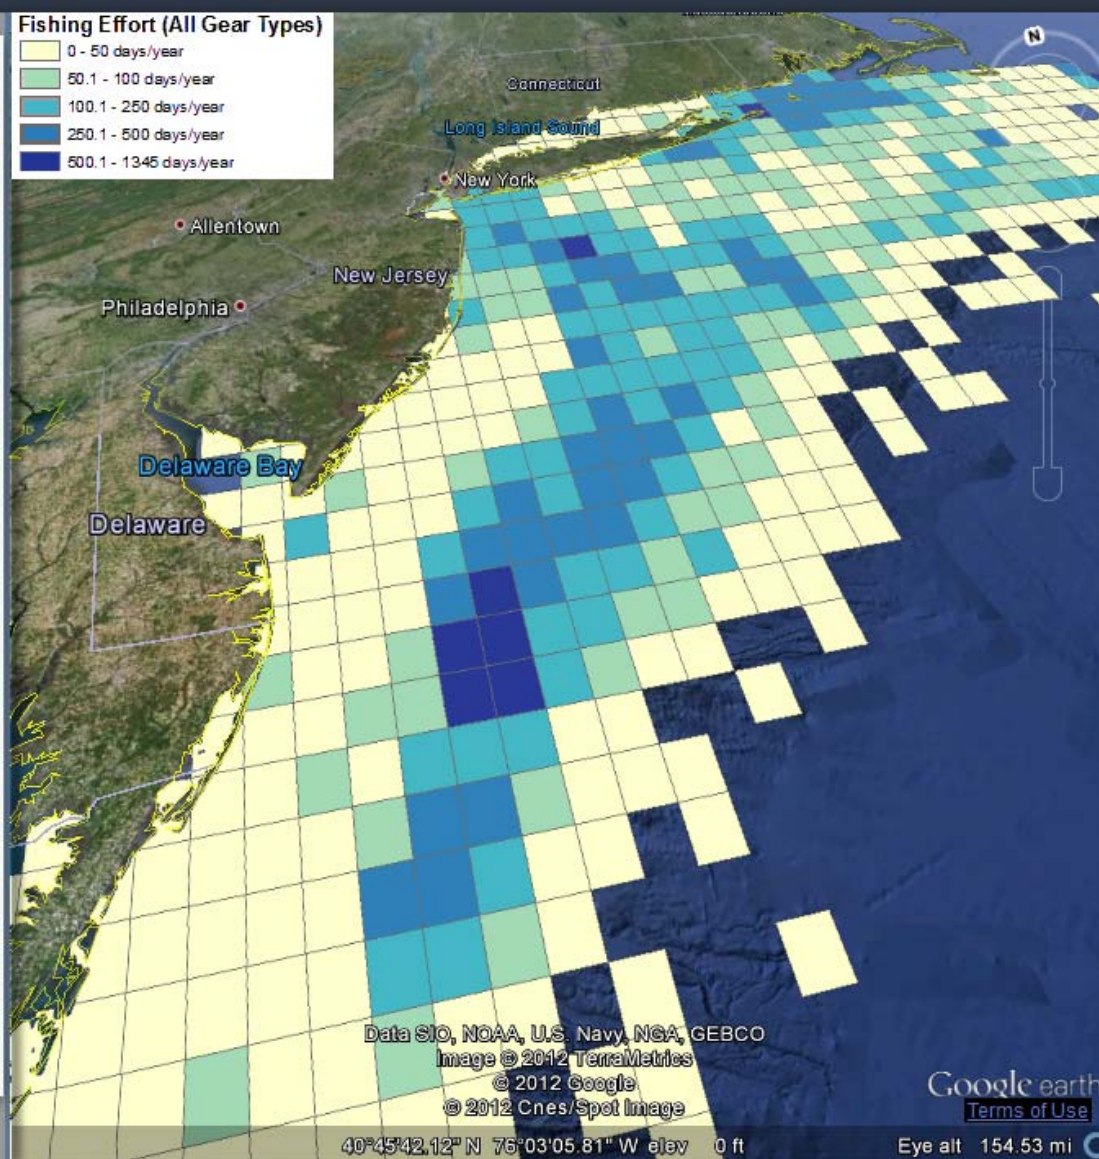 Fishing Effort (All Gear Types)
0 - 50 days/year
50.1 - 100 days/year
100.1 - 250 days/year
250.1 - 500 days/year
500.1 - 1345 days/year
N
Connecticut
Long Island Sound
New York
Allentown
New Jersey
Philadelphia
Delaware Bay
Delaware
Data SIO, NOAA, U.S. Navy, NGA, GEBCO
Image © 2012 TerraMetrics
© 2012 Google
© 2012 Cnes/Spot Image
Google earth
Terms of Use
40°45'42.12" N 76°03'05.81" W elev 0 ft
Eye alt 154.53 mi